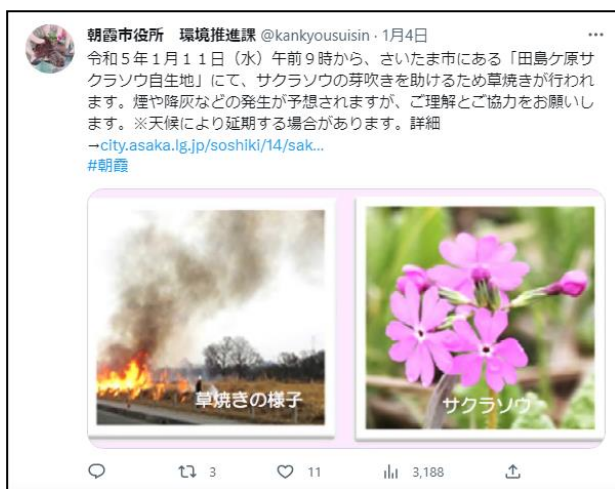 朝霞市役所　環境推進課 @kankyousuisin · 1月4日
令和５年１月１１日（水）午前９時から、さいたま市にある「田島ケ原サ
クラソウ自生地」にて、サクラソウの芽吹きを助けるため草焼きが行われ
ます。煙や降灰などの発生が予想されますが、ご理解とご協力をお願いし
ます。※天候により延期する場合があります。詳細
→city.asaka.lg.jp/soshiki/14/sak...
#朝霞
草焼きの様子
サクラソウ
3
11
3,188